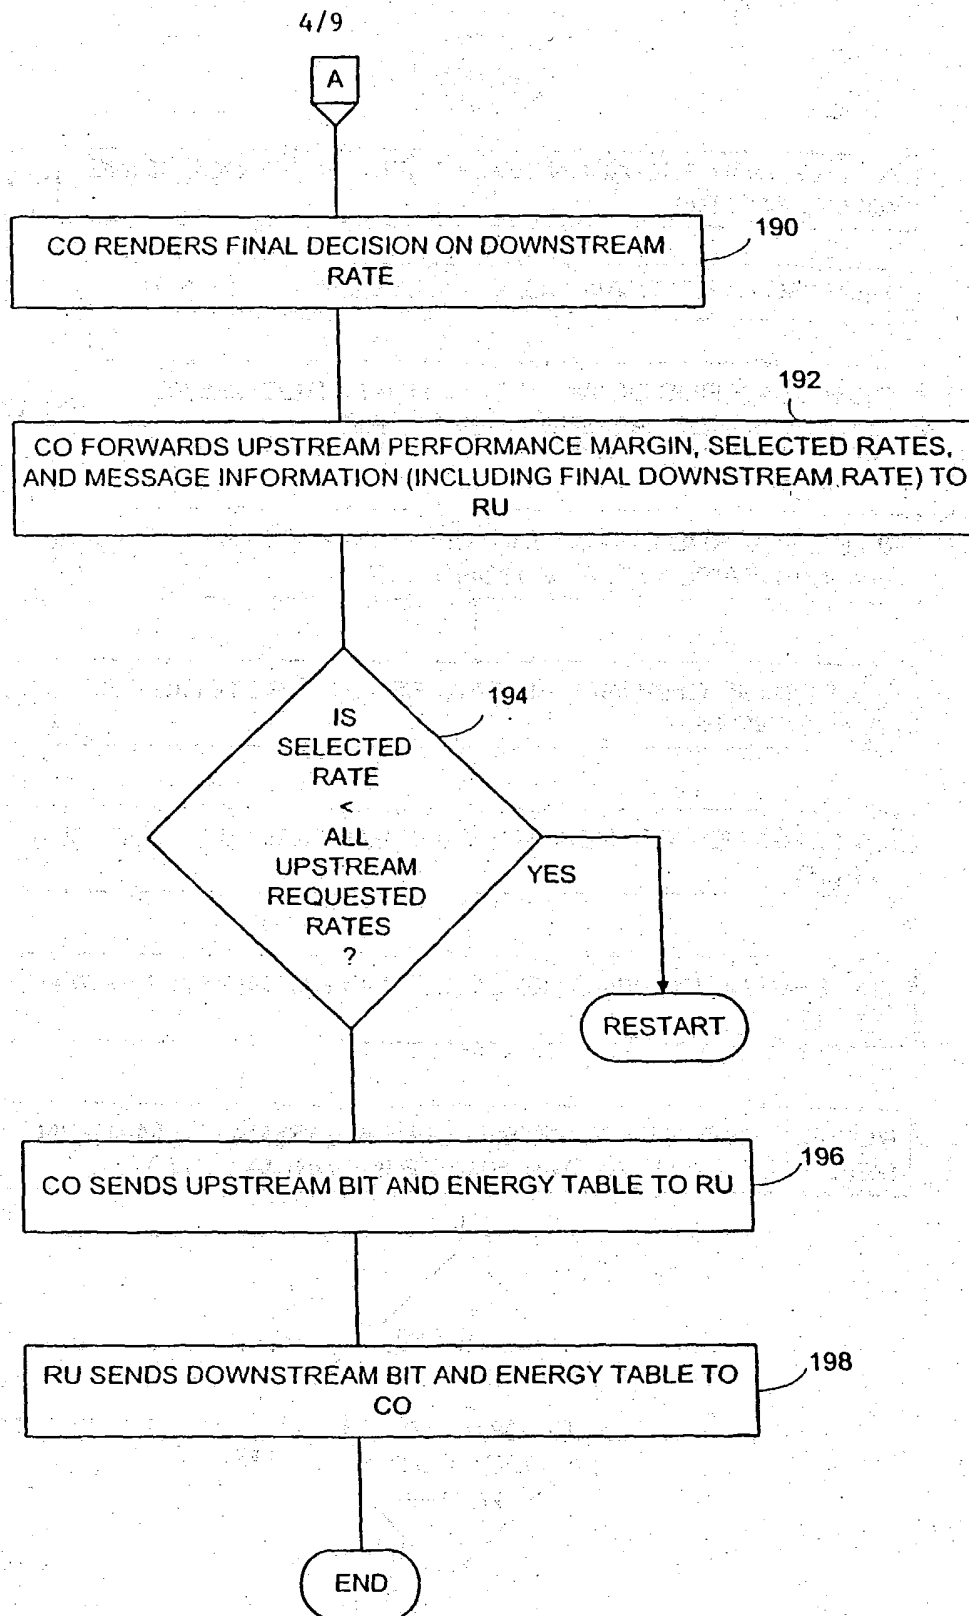 4/9
A
CO RENDERS FINAL DECISION ON DOWNSTREAM
RATE
190
192
CO FORWARDS UPSTREAM PERFORMANCE MARGIN, SELECTED RATES,
AND MESSAGE INFORMATION (INCLUDING FINAL DOWNSTREAM RATE) TO
RU
194
IS
SELECTED
RATE
<
ALL
UPSTREAM
REQUESTED
RATES
?
YES
RESTART
CO SENDS UPSTREAM BIT AND ENERGY TABLE TO RU
196
RU SENDS DOWNSTREAM BIT AND ENERGY TABLE TO
CO
198
END